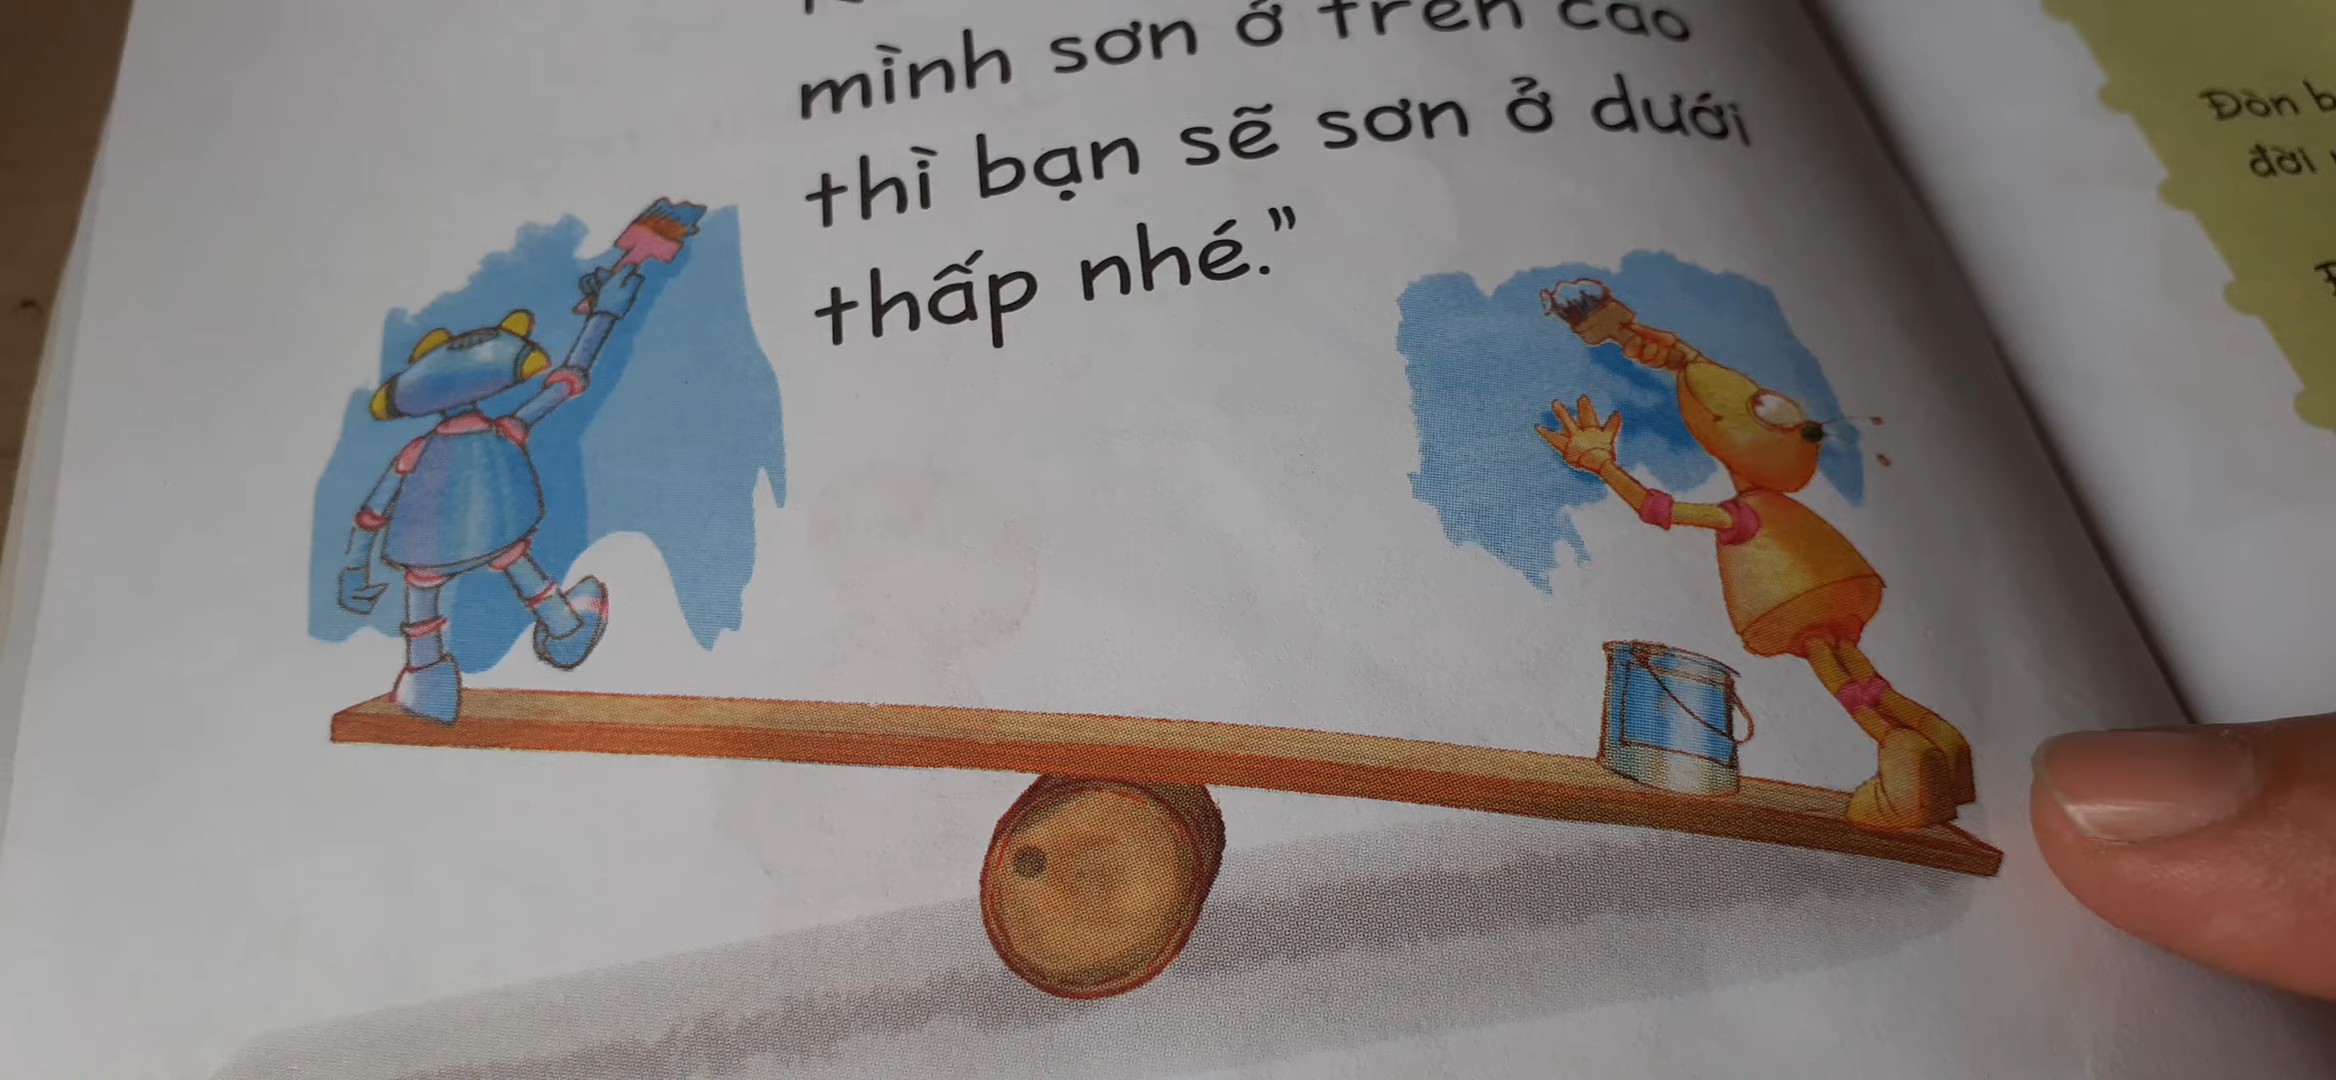 mình sơn ở trên cao
thì bạn sẽ sơn ở dưới
thấp nhé.”
Đòn
đời